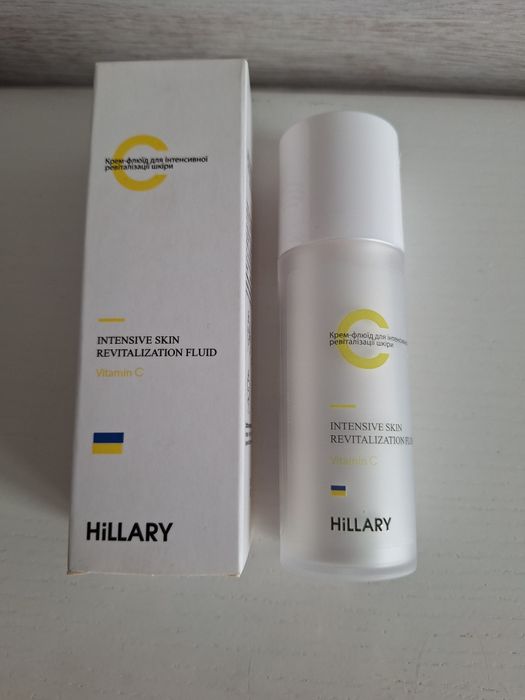 C
Крем-флюїд для інтенсивної
ревіталізації шкіри
INTENSIVE SKIN
REVITALIZATION FLUID
Vitamin C
HiLLARY
C
Крем-флюїд для інтенсивної
ревіталізації шкіри
INTENSIVE SKIN
REVITALIZATION FLUID
Vitamin C
HiLLARY